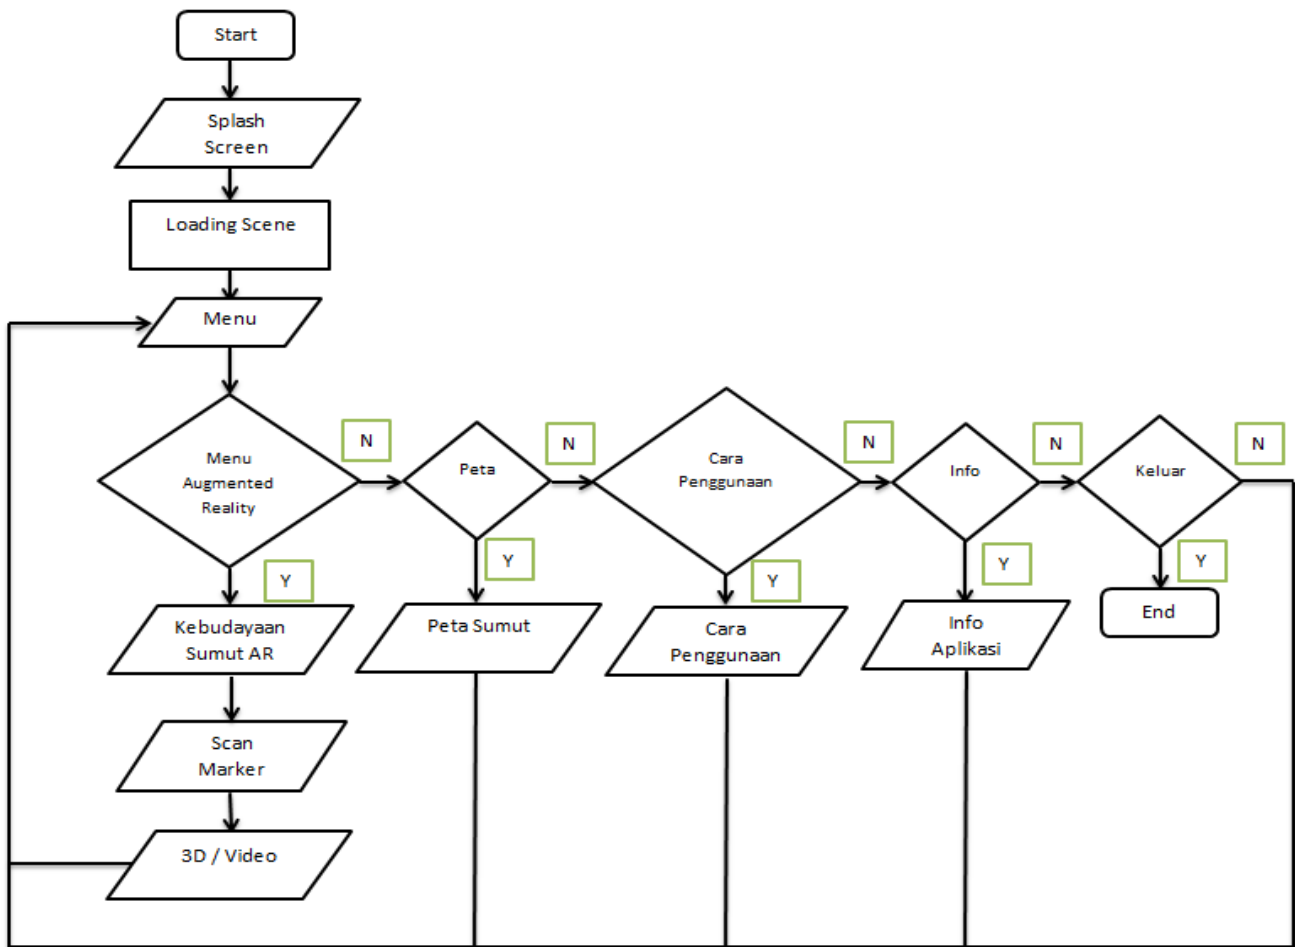 Start
Splash
Screen
Loading Scene
Menu
Menu
Augmented
Reality
N
Peta
N
Cara
Penggunaan
N
Info
N
Keluar
N
Y
Y
Y
Y
Y
Kebudayaan
Sumut AR
Peta Sumut
Cara
Penggunaan
Info
Aplikasi
End
Scan
Marker
3D / Video